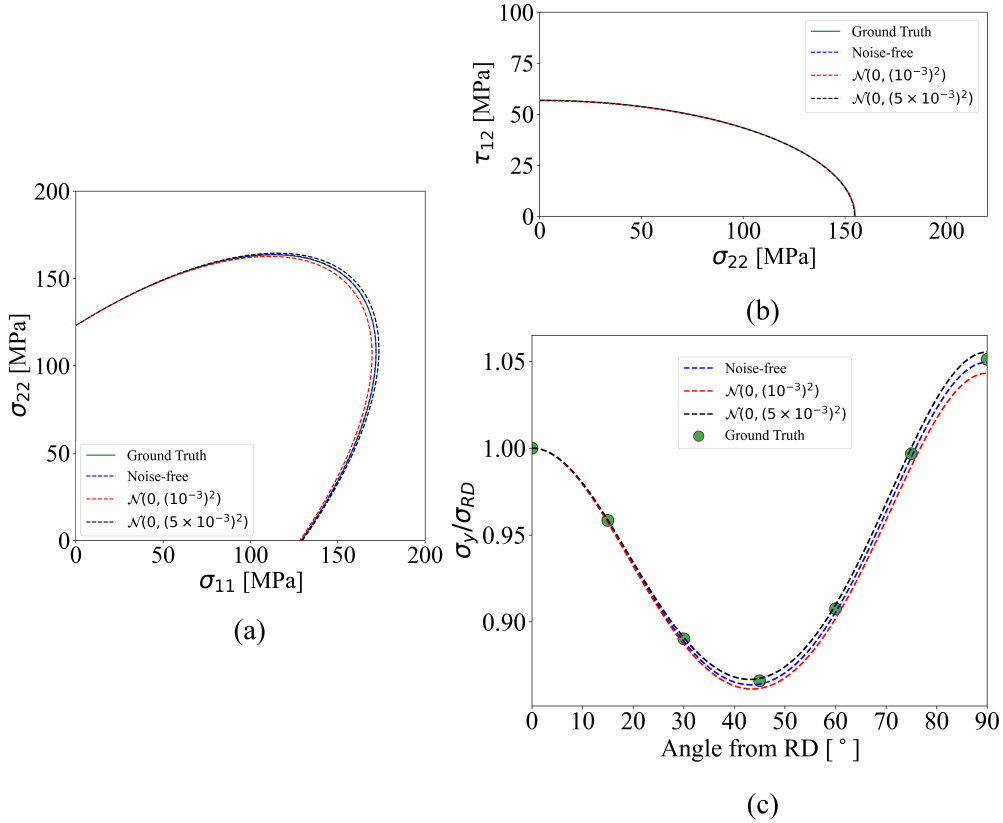 200
150
100
50
0
0
50
100
150
200
σ₂₂ [MPa]
σ₁₁ [MPa]
Ground Truth
Noise-free
𝒩(0, (10⁻³)²)
𝒩(0, (5 × 10⁻³)²)
(a)
100
75
50
25
0
0
50
100
150
200
τ₁₂ [MPa]
σ₂₂ [MPa]
Ground Truth
Noise-free
𝒩(0, (10⁻³)²)
𝒩(0, (5 × 10⁻³)²)
(b)
1.05
1.00
0.95
0.90
0
10
20
30
40
50
60
70
80
90
σy/σRD
Angle from RD [°]
Noise-free
𝒩(0, (10⁻³)²)
𝒩(0, (5 × 10⁻³)²)
Ground Truth
(c)